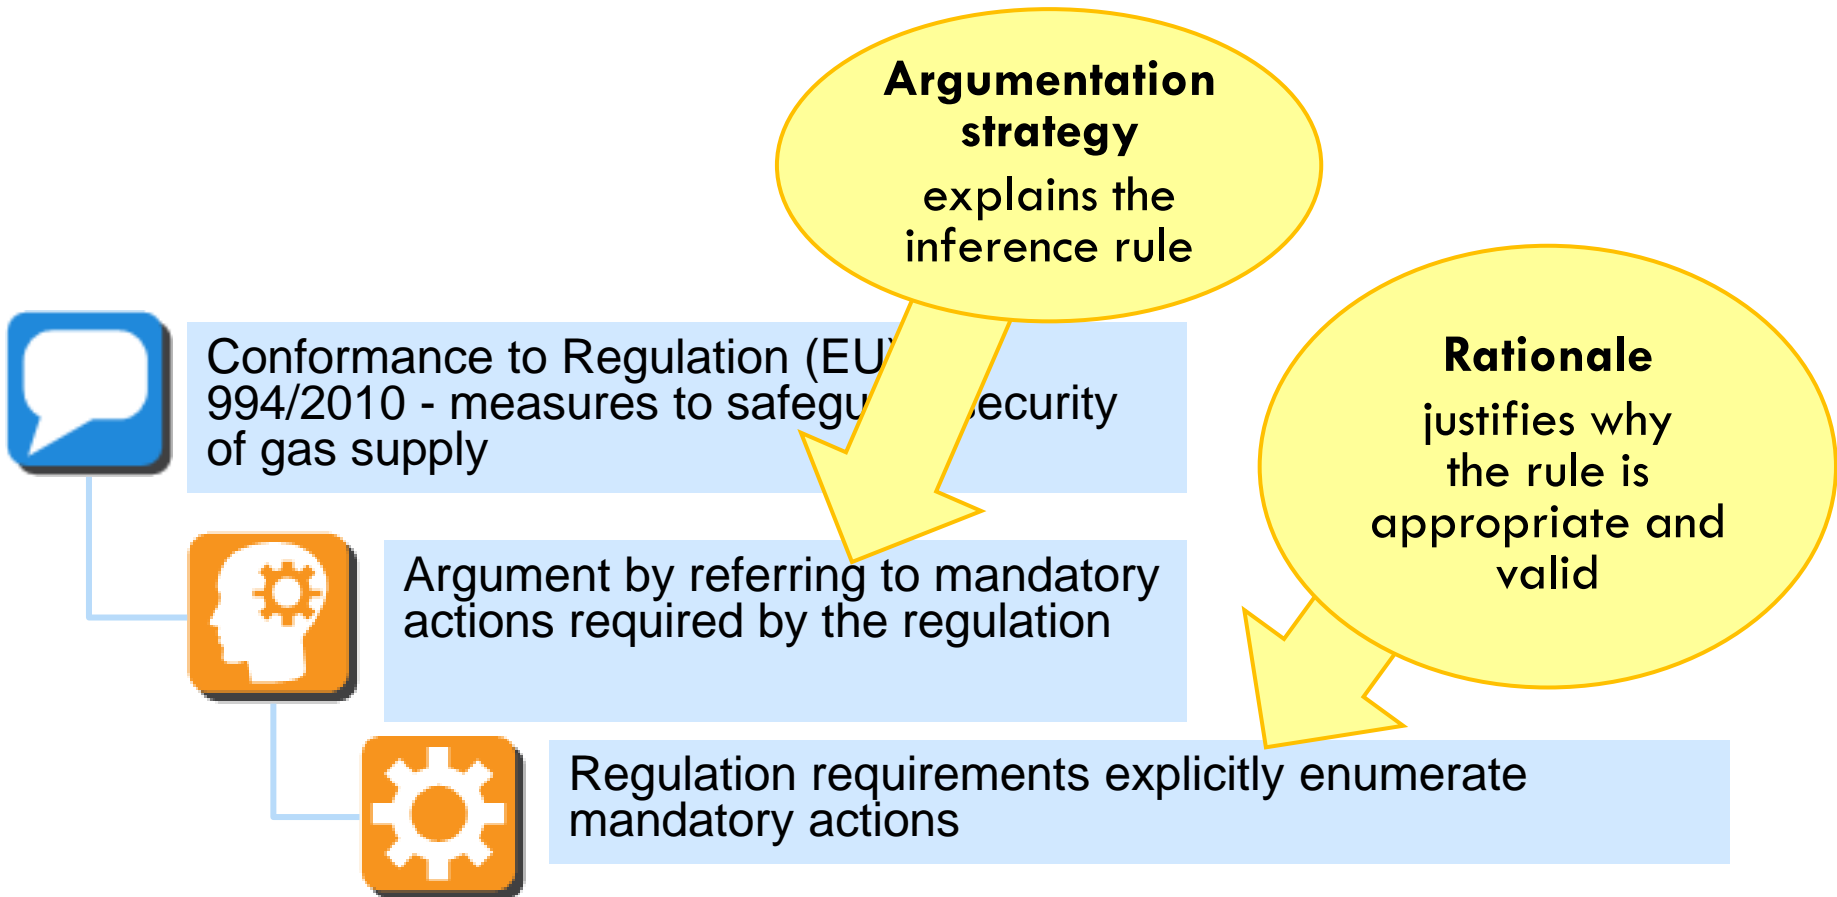 Argumentation
strategy
explains the
inference rule
Rationale
justifies why
the rule is
appropriate and
valid
Conformance to Regulation (EU)
994/2010 - measures to safegu ecurity
of gas supply
Argument by referring to mandatory
actions required by the regulation
Regulation requirements explicitly enumerate
mandatory actions